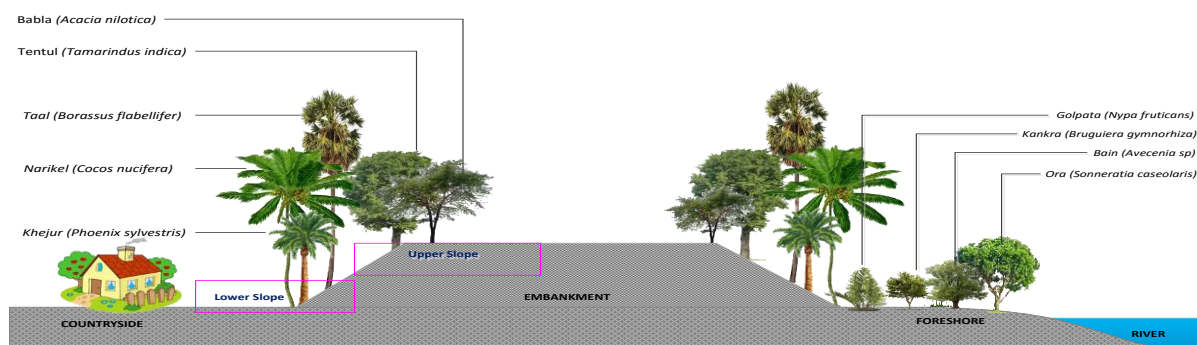 Babla (Acacia nilotica)
Tentul (Tamarindus indica)
Taal (Borassus flabellifer)
Narikel (Cocos nucifera)
Khejur (Phoenix sylvestris)
Golpata (Nypa fruticans)
Kankra (Bruguiera gymnorhiza)
Bain (Avecenia sp)
Ora (Sonneratia caseolaris)
Upper Slope
Lower Slope
EMBANKMENT
COUNTRYSIDE
FORESHORE
RIVER